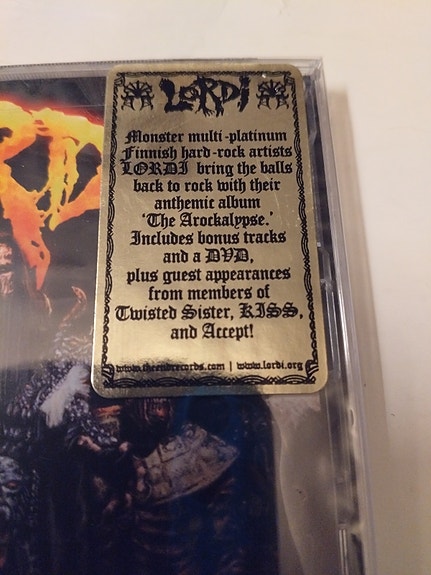 LORDI
Monster multi-platinum
Finnish hard-rock artists
LORDI bring the balls
back to rock with their
anthemic album
'The Arockalypse.'
Includes bonus tracks
and a DVD,
plus guest appearances
from members of
Twisted Sister, KISS,
and Accept!
www.theendrecords.com | www.lordi.org